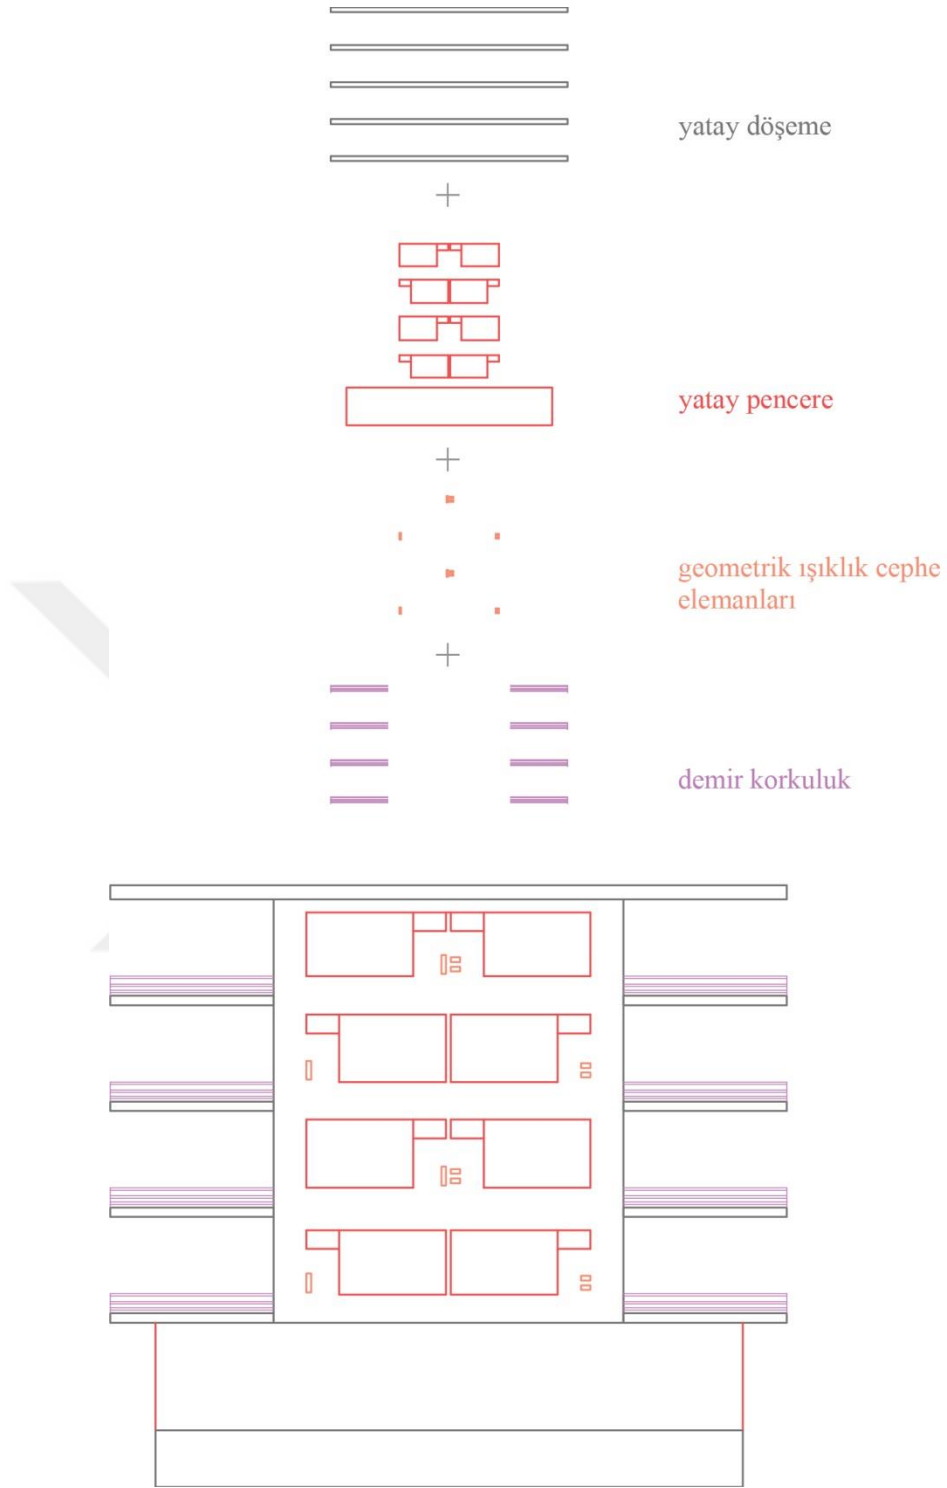 yatay döşeme
yatay pencere
geometrik ışıklık cephe
elemanları
demir korkuluk